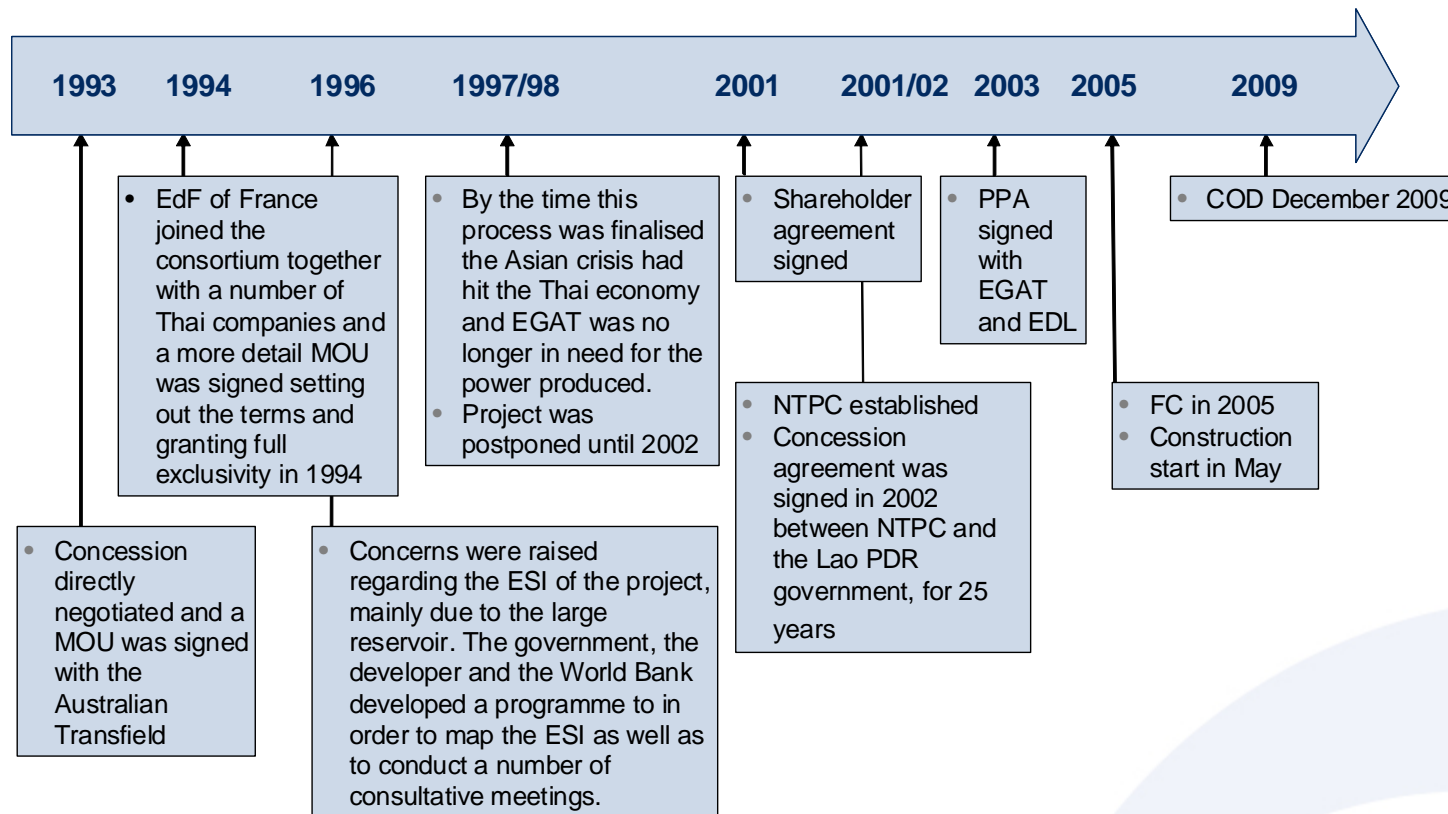 1993 1994 1996 1997/98 2001 2001/02 2003 2005 2009
• EdF of France
joined the
consortium together
with a number of
Thai companies and
a more detail MOU
was signed setting
out the terms and
granting full
exclusivity in 1994
• By the time this
process was finalised
the Asian crisis had
hit the Thai economy
and EGAT was no
longer in need for the
power produced.
• Project was
postponed until 2002
• Shareholder
agreement
signed
• PPA
signed
with
EGAT
and EDL
• COD December 2009
• Concession
directly
negotiated and a
MOU was signed
with the
Australian
Transfield
• Concerns were raised
regarding the ESI of the project,
mainly due to the large
reservoir. The government, the
developer and the World Bank
developed a programme to in
order to map the ESI as well as
to conduct a number of
consultative meetings.
• NTPC established
• Concession
agreement was
signed in 2002
between NTPC and
the Lao PDR
government, for 25
years
• FC in 2005
• Construction
start in May